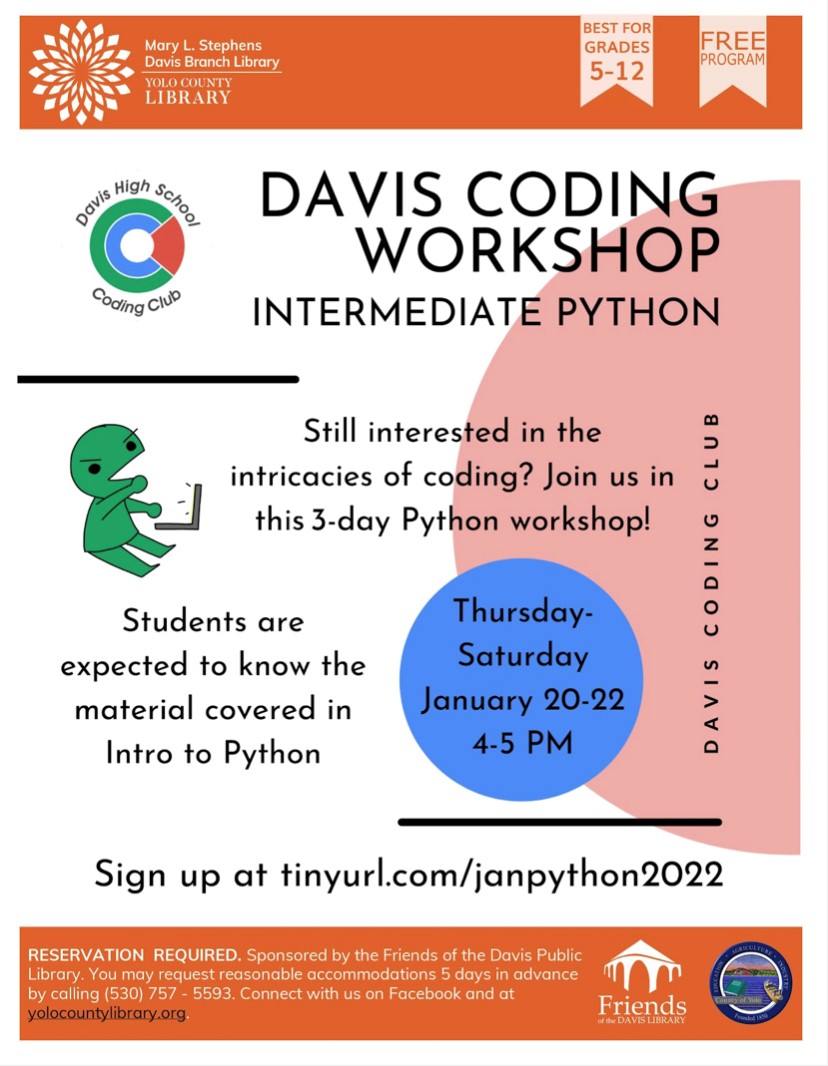 Mary L. Stephens
Davis Branch Library
YOLO COUNTY
LIBRARY
BEST FOR
GRADES
5-12
FREE
PROGRAM
Davis High School
Coding Club
DAVIS CODING
WORKSHOP
INTERMEDIATE PYTHON
Still interested in the
intricacies of coding? Join us in
this 3-day Python workshop!
DAVIS CODING CLUB
Students are
expected to know the
material covered in
Intro to Python
Thursday-
Saturday
January 20-22
4-5 PM
Sign up at tinyurl.com/janpython2022
RESERVATION REQUIRED. Sponsored by the Friends of the Davis Public
Library. You may request reasonable accommodations 5 days in advance
by calling (530) 757 - 5593. Connect with us on Facebook and at
yolocountylibrary.org.
Friends
of the DAVIS LIBRARY
EDUCATION • AGRICULTURE • INDUSTRY
County of Yolo
Founded 1850